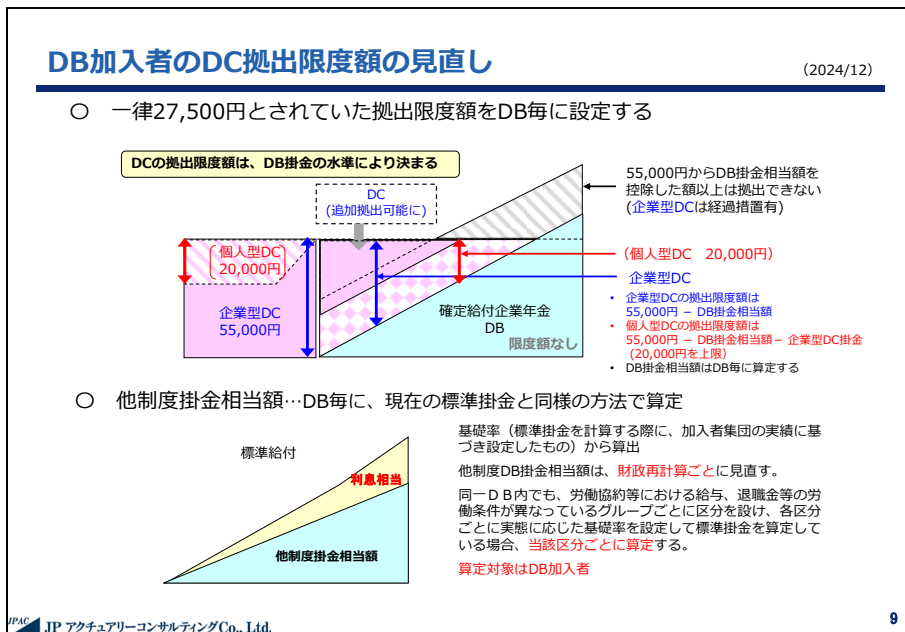 DB加入者のDC拠出限度額の見直し
（2024/12）
○ 一律27,500円とされていた拠出限度額をDB毎に設定する
DCの拠出限度額は、DB掛金の水準により決まる
DC
(追加拠出可能に)
55,000円からDB掛金相当額を
控除した額以上は拠出できない
(企業型DCは経過措置有)
個人型DC
20,000円
（個人型DC 20,000円）
企業型DC
企業型DC
55,000円
確定給付企業年金
DB
限度額なし
• 企業型DCの拠出限度額は
55,000円 − DB掛金相当額
• 個人型DCの拠出限度額は
55,000円 − DB掛金相当額− 企業型DC掛金
(20,000円を上限)
• DB掛金相当額はDB毎に算定する
○ 他制度掛金相当額…DB毎に、現在の標準掛金と同様の方法で算定
標準給付
利息相当
他制度掛金相当額
基礎率（標準掛金を計算する際に、加入者集団の実績に基
づき設定したもの）から算出
他制度DB掛金相当額は、財政再計算ごとに見直す。
同一ＤＢ内でも、労働協約等における給与、退職金等の労
働条件が異なっているグループごとに区分を設け、各区分
ごとに実態に応じた基礎率を設定して標準掛金を算定して
いる場合、当該区分ごとに算定する。
算定対象はDB加入者
JPAC JP アクチュアリーコンサルティングCo., Ltd.
9